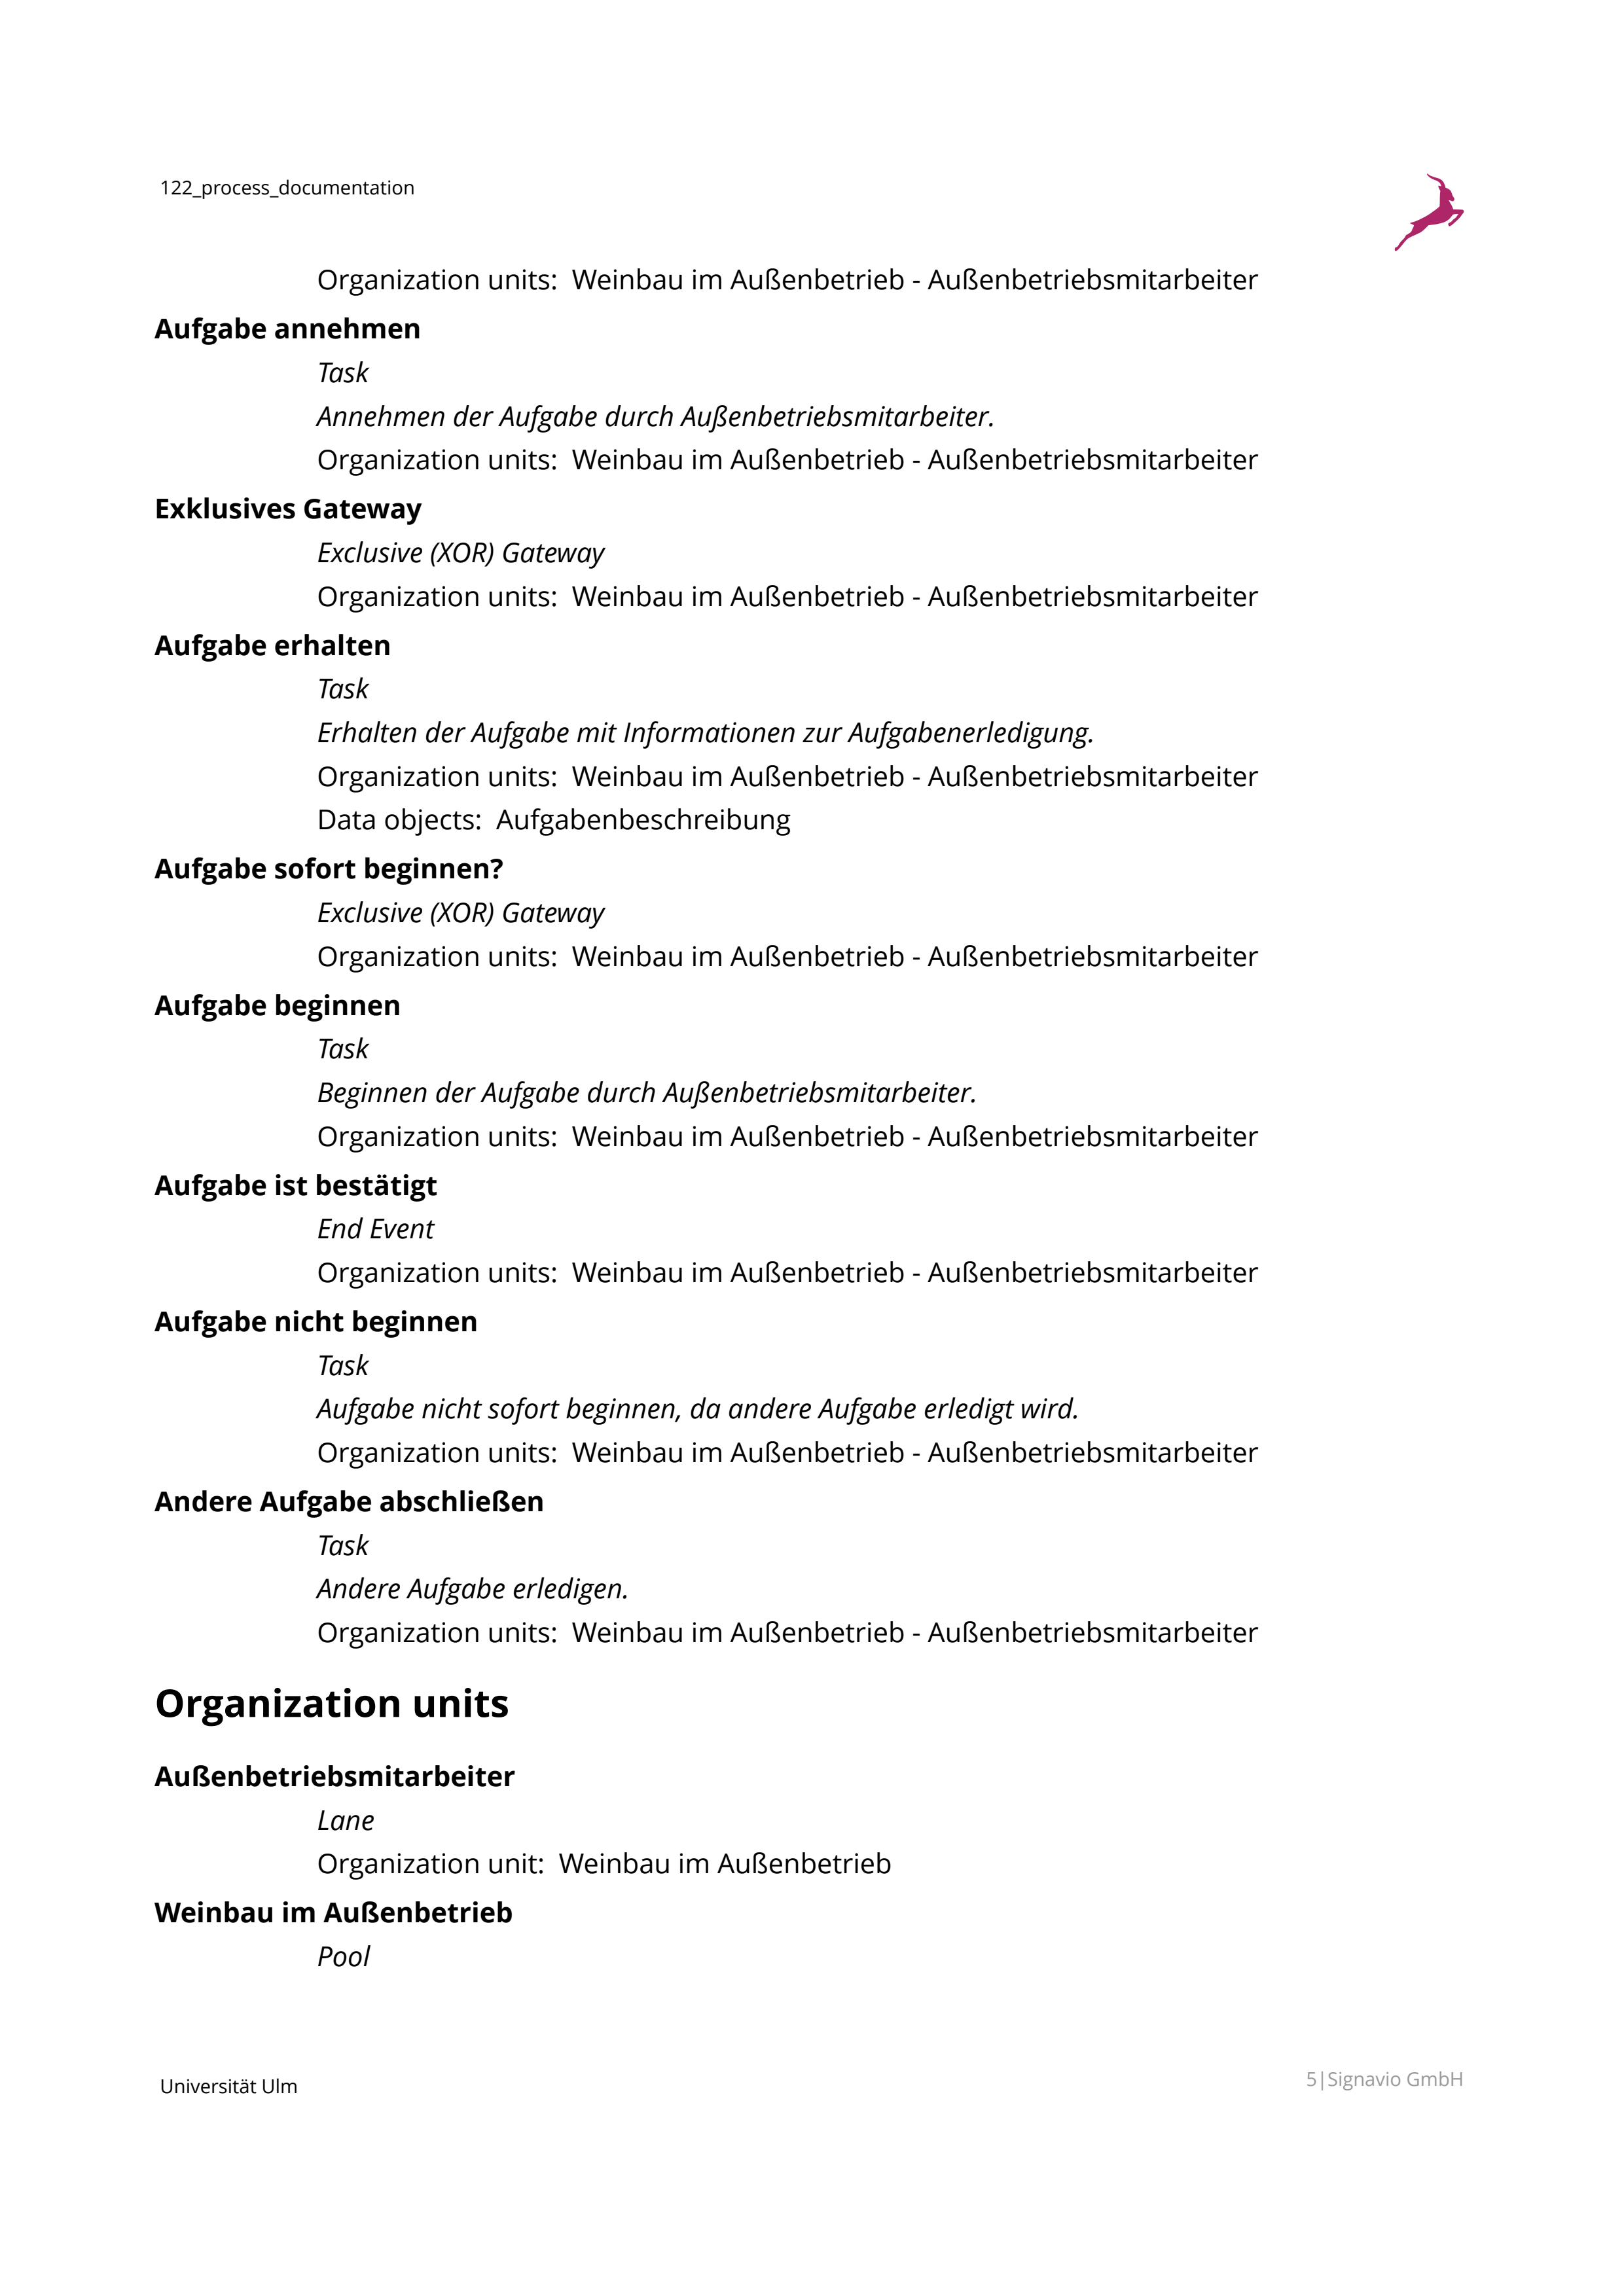 122_process_documentation
Organization units:  Weinbau im Außenbetrieb - Außenbetriebsmitarbeiter
Aufgabe annehmen
Task
Annehmen der Aufgabe durch Außenbetriebsmitarbeiter.
Organization units:  Weinbau im Außenbetrieb - Außenbetriebsmitarbeiter
Exklusives Gateway
Exclusive (XOR) Gateway
Organization units:  Weinbau im Außenbetrieb - Außenbetriebsmitarbeiter
Aufgabe erhalten
Task
Erhalten der Aufgabe mit Informationen zur Aufgabenerledigung.
Organization units:  Weinbau im Außenbetrieb - Außenbetriebsmitarbeiter
Data objects:  Aufgabenbeschreibung
Aufgabe sofort beginnen?
Exclusive (XOR) Gateway
Organization units:  Weinbau im Außenbetrieb - Außenbetriebsmitarbeiter
Aufgabe beginnen
Task
Beginnen der Aufgabe durch Außenbetriebsmitarbeiter.
Organization units:  Weinbau im Außenbetrieb - Außenbetriebsmitarbeiter
Aufgabe ist bestätigt
End Event
Organization units:  Weinbau im Außenbetrieb - Außenbetriebsmitarbeiter
Aufgabe nicht beginnen
Task
Aufgabe nicht sofort beginnen, da andere Aufgabe erledigt wird.
Organization units:  Weinbau im Außenbetrieb - Außenbetriebsmitarbeiter
Andere Aufgabe abschließen
Task
Andere Aufgabe erledigen.
Organization units:  Weinbau im Außenbetrieb - Außenbetriebsmitarbeiter
Organization units
Außenbetriebsmitarbeiter
Lane
Organization unit:  Weinbau im Außenbetrieb
Weinbau im Außenbetrieb
Pool
Universität Ulm
5|Signavio GmbH